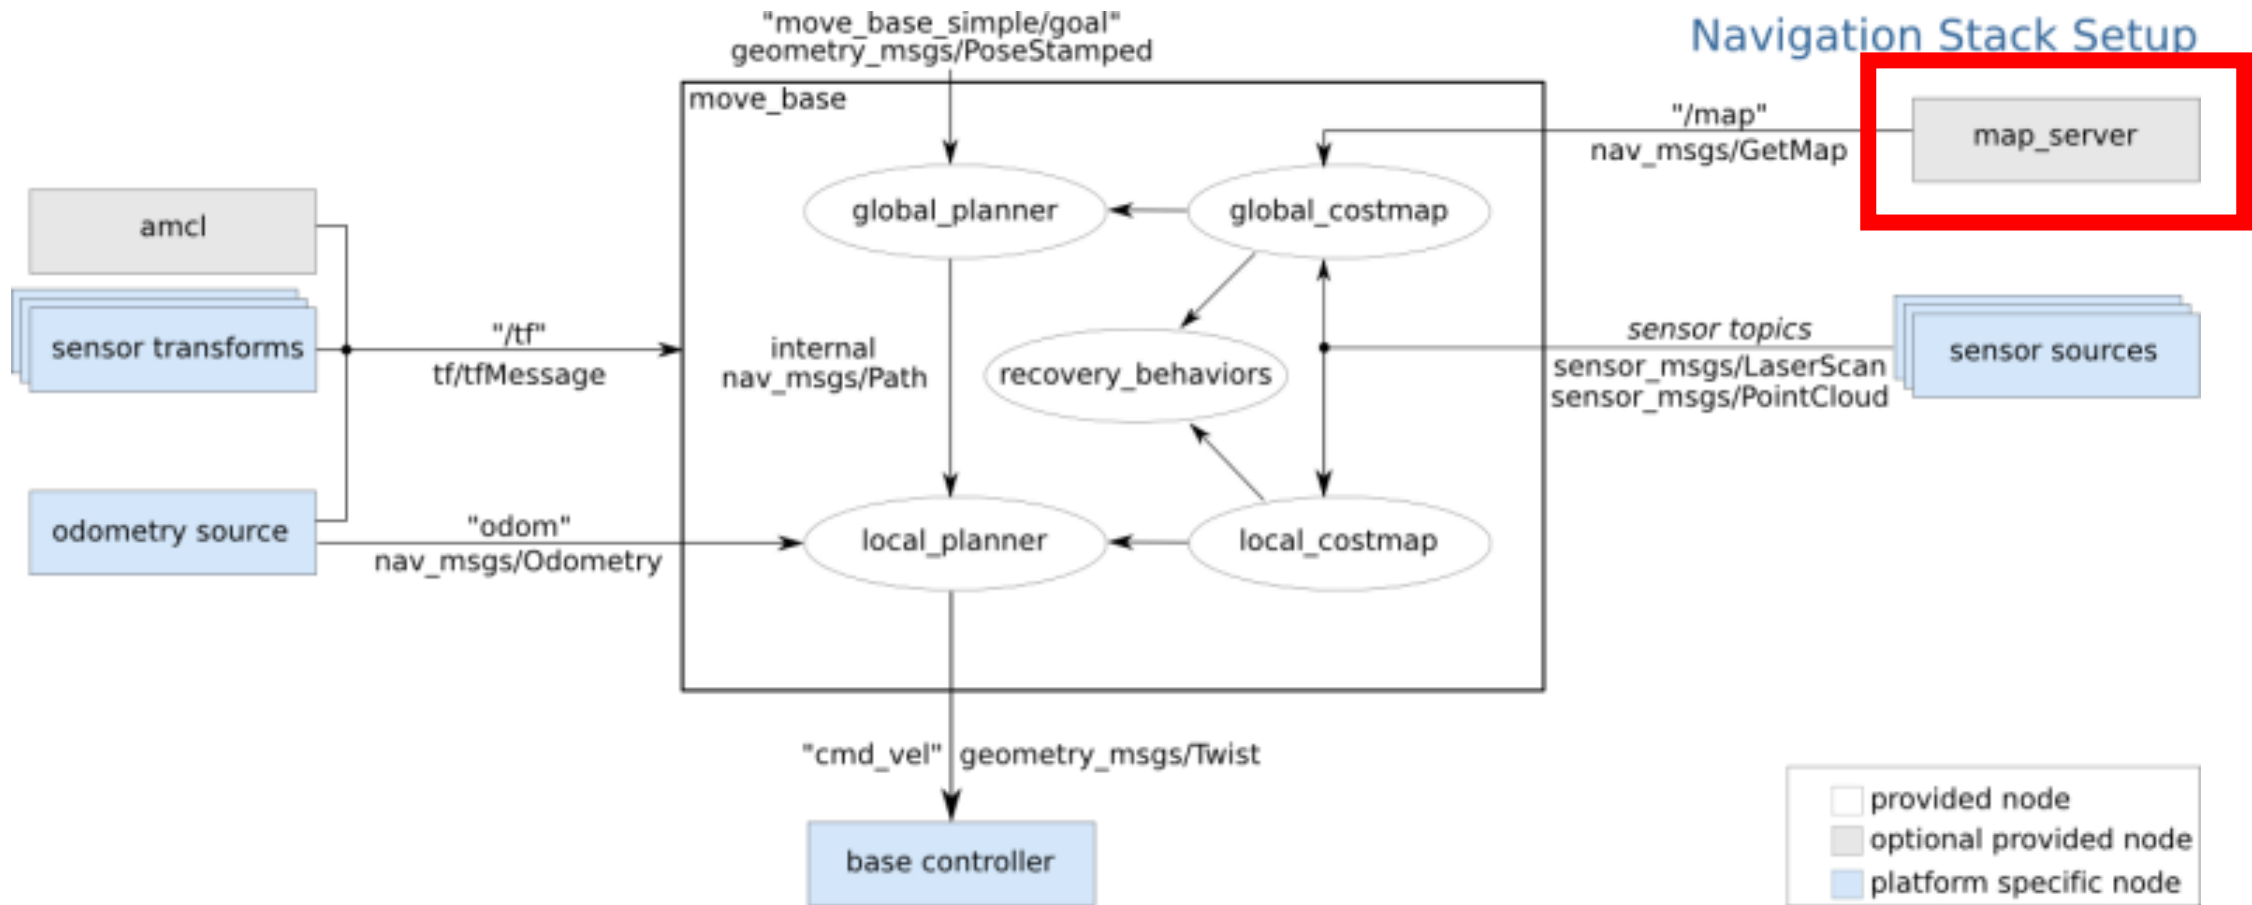 "move_base_simple/goal"
geometry_msgs/PoseStamped
Navigation Stack Setup
move_base
"/map"
nav_msgs/GetMap
map_server
global_planner
global_costmap
amcl
sensor transforms
"/tf"
tf/tfMessage
internal
nav_msgs/Path
recovery_behaviors
sensor topics
sensor_msgs/LaserScan
sensor_msgs/PointCloud
sensor sources
odometry source
"odom"
nav_msgs/Odometry
local_planner
local_costmap
"cmd_vel" geometry_msgs/Twist
base controller
provided node
optional provided node
platform specific node